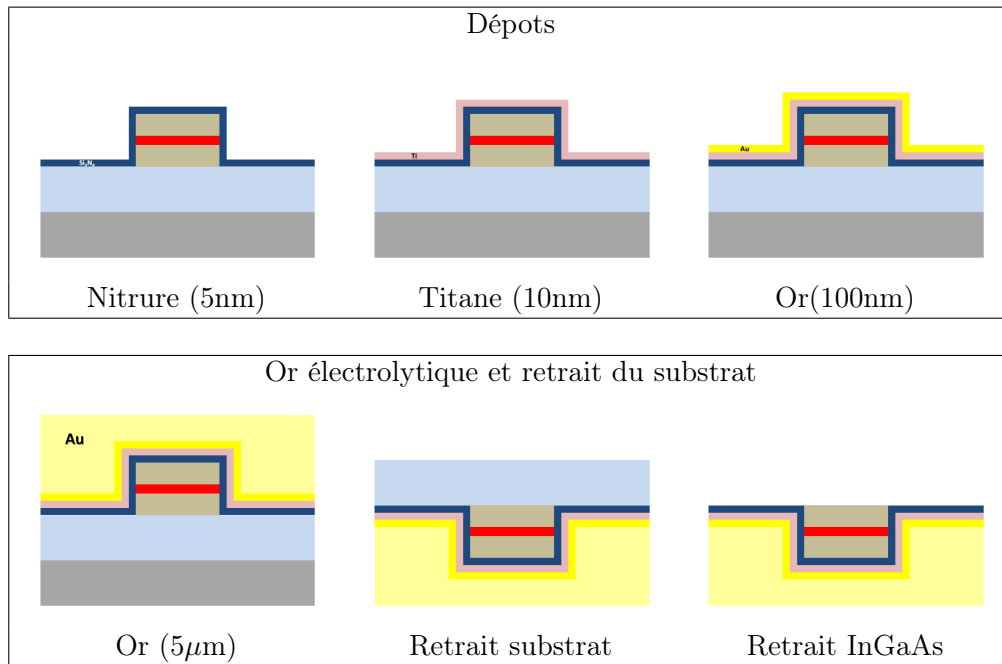 Dépots
Si₃N₄
Ti
Au
Nitrure (5nm)
Titane (10nm)
Or(100nm)
Or électrolytique et retrait du substrat
Au
Or (5μm)
Retrait substrat
Retrait InGaAs